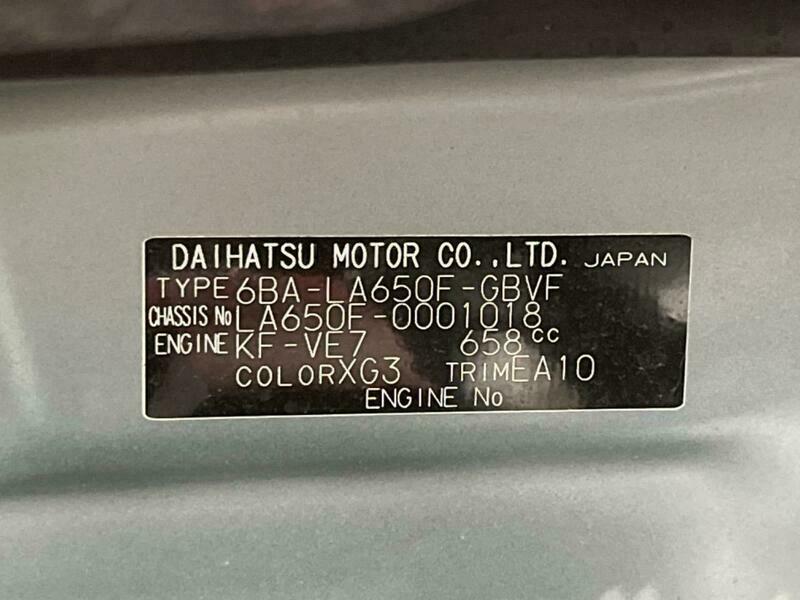 DAIHATSU MOTOR CO.,LTD. JAPAN
TYPE 6BA-LA650F-GBVF
CHASSIS No LA650F-0001018
ENGINE KF-VE7 658cc
COLOR XG3 TRIM EA10
ENGINE No